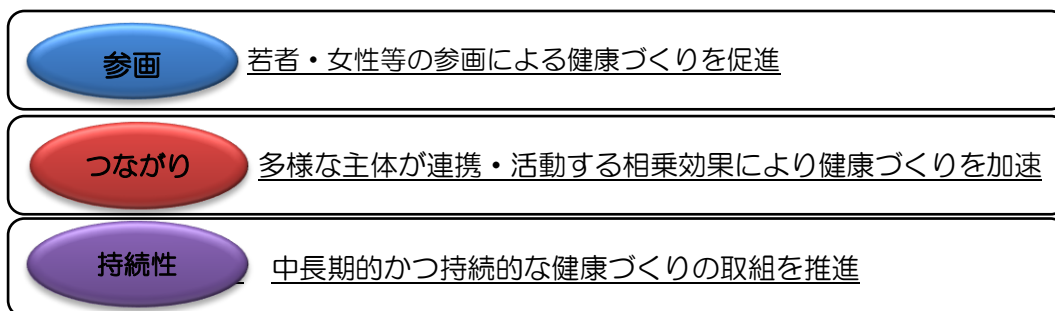 参画 若者・女性等の参画による健康づくりを促進
つながり 多様な主体が連携・活動する相乗効果により健康づくりを加速
持続性 中長期的かつ持続的な健康づくりの取組を推進